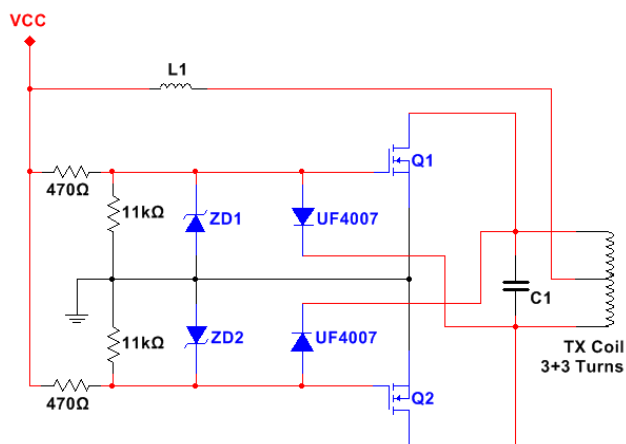 VCC
L1
Q1
470Ω
11kΩ
ZD1
UF4007
C1
11kΩ
ZD2
UF4007
TX Coil
3+3 Turns
470Ω
Q2